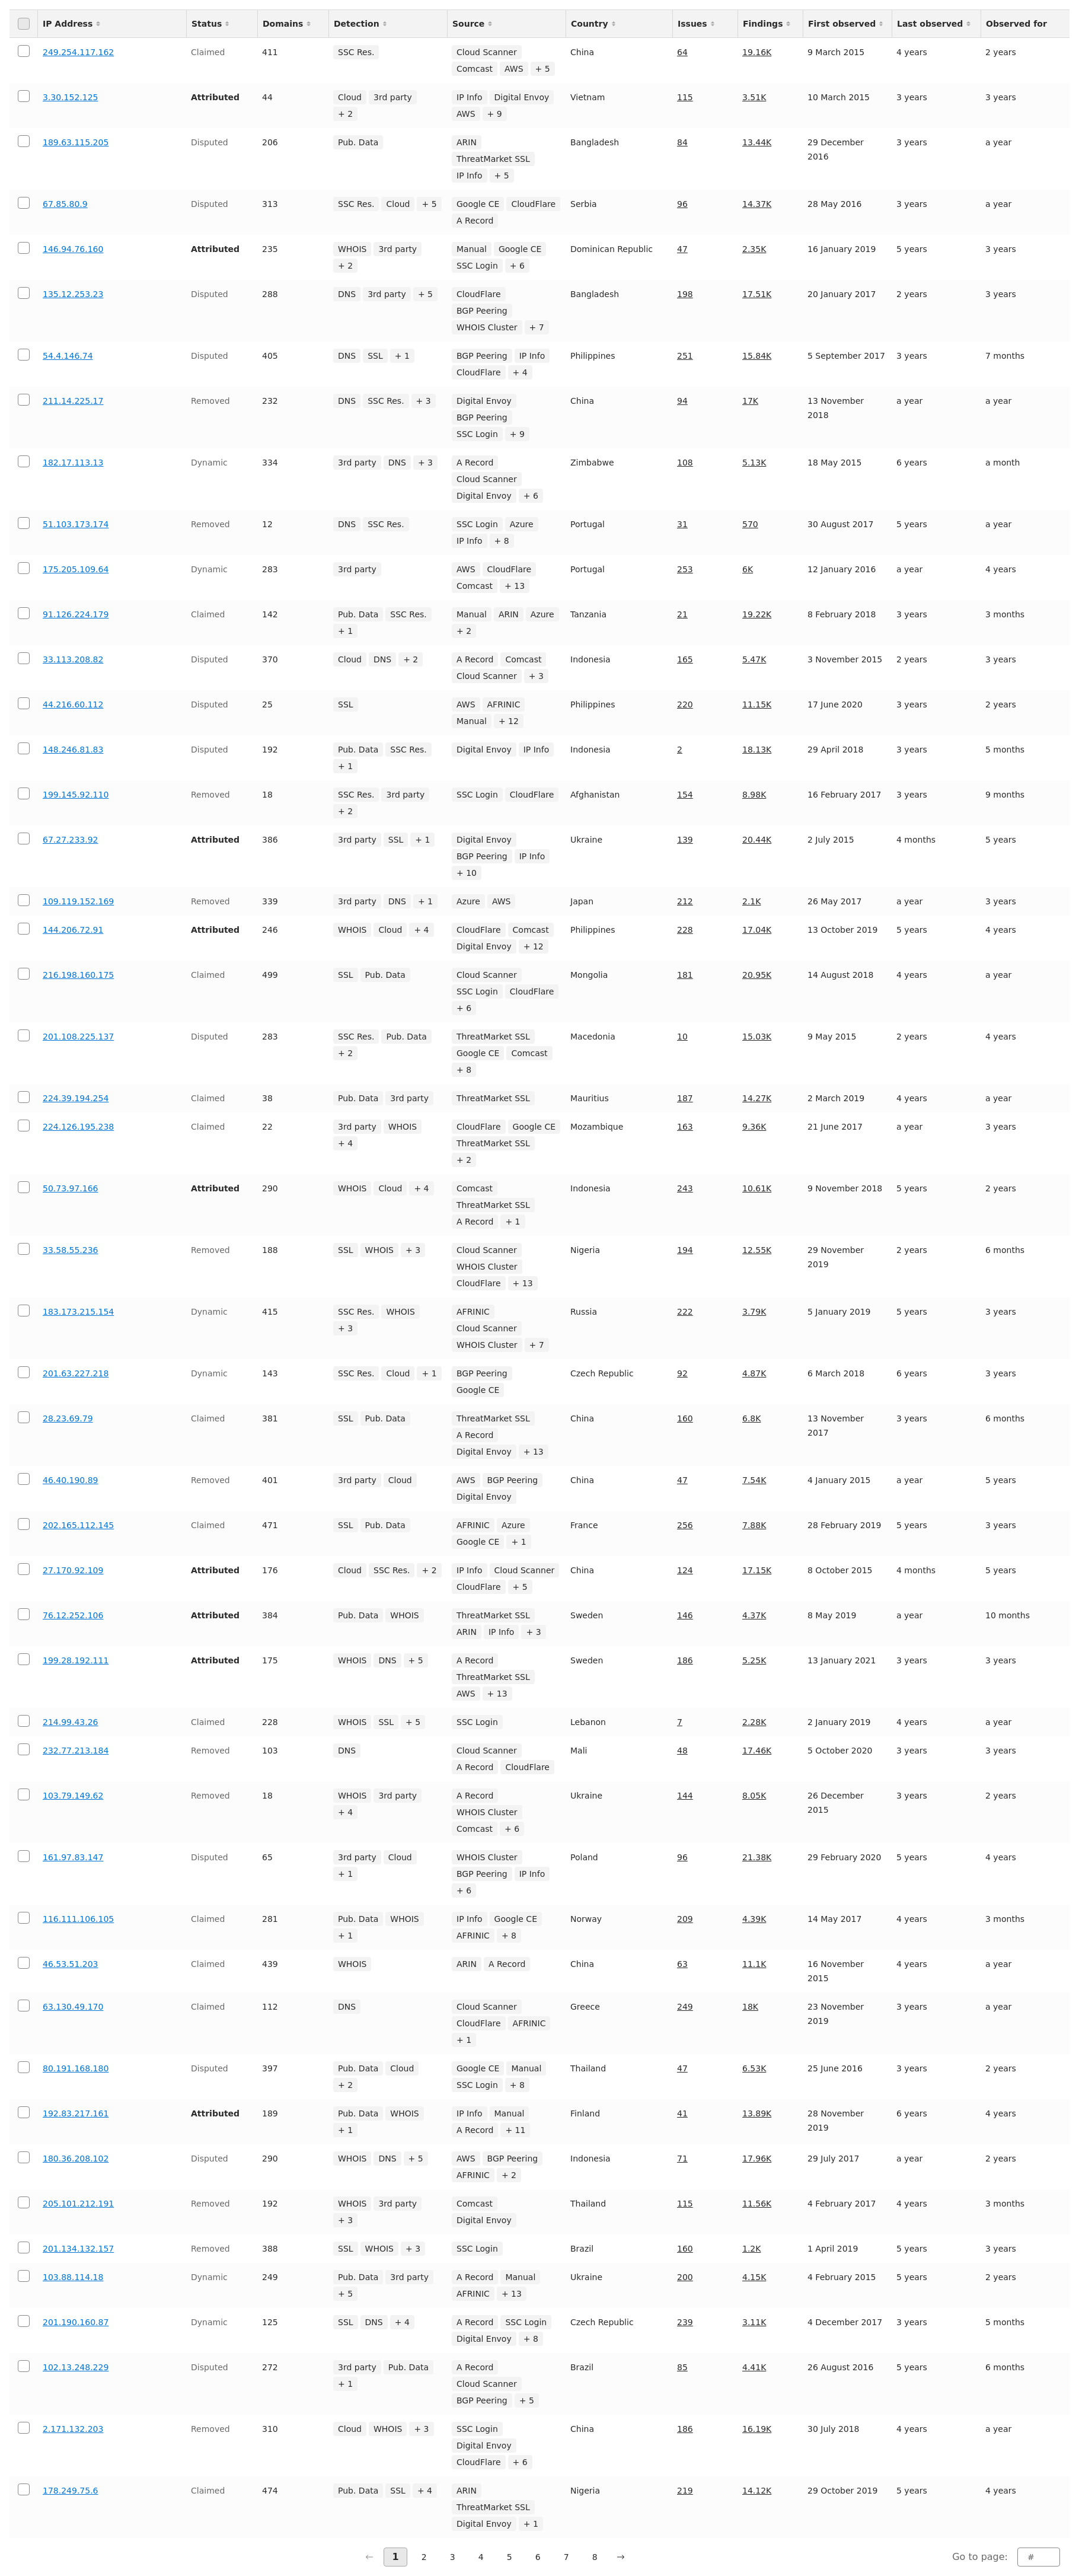 IP Address Status Domains Detection Source Country Issues Findings First observed Last observed Observed for
249.254.117.162 Claimed 411 SSC Res. Cloud Scanner China 64 19.16K 9 March 2015 4 years 2 years
Comcast AWS + 5
3.30.152.125 Attributed 44 Cloud 3rd party IP Info Digital Envoy Vietnam 115 3.51K 10 March 2015 3 years 3 years
+ 2 AWS + 9
189.63.115.205 Disputed 206 Pub. Data ARIN Bangladesh 84 13.44K 29 December 3 years a year
ThreatMarket SSL 2016
IP Info + 5
67.85.80.9 Disputed 313 SSC Res. Cloud + 5 Google CE CloudFlare Serbia 96 14.37K 28 May 2016 3 years a year
A Record
146.94.76.160 Attributed 235 WHOIS 3rd party Manual Google CE Dominican Republic 47 2.35K 16 January 2019 5 years 3 years
+ 2 SSC Login + 6
135.12.253.23 Disputed 288 DNS 3rd party + 5 CloudFlare Bangladesh 198 17.51K 20 January 2017 2 years 3 years
BGP Peering
WHOIS Cluster + 7
54.4.146.74 Disputed 405 DNS SSL + 1 BGP Peering IP Info Philippines 251 15.84K 5 September 2017 3 years 7 months
CloudFlare + 4
211.14.225.17 Removed 232 DNS SSC Res. + 3 Digital Envoy China 94 17K 13 November a year a year
BGP Peering 2018
SSC Login + 9
182.17.113.13 Dynamic 334 3rd party DNS + 3 A Record Zimbabwe 108 5.13K 18 May 2015 6 years a month
Cloud Scanner
Digital Envoy + 6
51.103.173.174 Removed 12 DNS SSC Res. SSC Login Azure Portugal 31 570 30 August 2017 5 years a year
IP Info + 8
175.205.109.64 Dynamic 283 3rd party AWS CloudFlare Portugal 253 6K 12 January 2016 a year 4 years
Comcast + 13
91.126.224.179 Claimed 142 Pub. Data SSC Res. Manual ARIN Azure Tanzania 21 19.22K 8 February 2018 3 years 3 months
+ 1 + 2
33.113.208.82 Disputed 370 Cloud DNS + 2 A Record Comcast Indonesia 165 5.47K 3 November 2015 2 years 3 years
Cloud Scanner + 3
44.216.60.112 Disputed 25 SSL AWS AFRINIC Philippines 220 11.15K 17 June 2020 3 years 2 years
Manual + 12
148.246.81.83 Disputed 192 Pub. Data SSC Res. Digital Envoy IP Info Indonesia 2 18.13K 29 April 2018 3 years 5 months
+ 1
199.145.92.110 Removed 18 SSC Res. 3rd party SSC Login CloudFlare Afghanistan 154 8.98K 16 February 2017 3 years 9 months
+ 2
67.27.233.92 Attributed 386 3rd party SSL + 1 Digital Envoy Ukraine 139 20.44K 2 July 2015 4 months 5 years
BGP Peering IP Info
+ 10
109.119.152.169 Removed 339 3rd party DNS + 1 Azure AWS Japan 212 2.1K 26 May 2017 a year 3 years
144.206.72.91 Attributed 246 WHOIS Cloud + 4 CloudFlare Comcast Philippines 228 17.04K 13 October 2019 5 years 4 years
Digital Envoy + 12
216.198.160.175 Claimed 499 SSL Pub. Data Cloud Scanner Mongolia 181 20.95K 14 August 2018 4 years a year
SSC Login CloudFlare
+ 6
201.108.225.137 Disputed 283 SSC Res. Pub. Data ThreatMarket SSL Macedonia 10 15.03K 9 May 2015 2 years 4 years
+ 2 Google CE Comcast
+ 8
224.39.194.254 Claimed 38 Pub. Data 3rd party ThreatMarket SSL Mauritius 187 14.27K 2 March 2019 4 years a year
224.126.195.238 Claimed 22 3rd party WHOIS CloudFlare Google CE Mozambique 163 9.36K 21 June 2017 a year 3 years
+ 4 ThreatMarket SSL
+ 2
50.73.97.166 Attributed 290 WHOIS Cloud + 4 Comcast Indonesia 243 10.61K 9 November 2018 5 years 2 years
ThreatMarket SSL
A Record + 1
33.58.55.236 Removed 188 SSL WHOIS + 3 Cloud Scanner Nigeria 194 12.55K 29 November 2 years 6 months
WHOIS Cluster 2019
CloudFlare + 13
183.173.215.154 Dynamic 415 SSC Res. WHOIS AFRINIC Russia 222 3.79K 5 January 2019 5 years 3 years
+ 3 Cloud Scanner
WHOIS Cluster + 7
201.63.227.218 Dynamic 143 SSC Res. Cloud + 1 BGP Peering Czech Republic 92 4.87K 6 March 2018 6 years 3 years
Google CE
28.23.69.79 Claimed 381 SSL Pub. Data ThreatMarket SSL China 160 6.8K 13 November 3 years 6 months
A Record 2017
Digital Envoy + 13
46.40.190.89 Removed 401 3rd party Cloud AWS BGP Peering China 47 7.54K 4 January 2015 a year 5 years
Digital Envoy
202.165.112.145 Claimed 471 SSL Pub. Data AFRINIC Azure France 256 7.88K 28 February 2019 5 years 3 years
Google CE + 1
27.170.92.109 Attributed 176 Cloud SSC Res. + 2 IP Info Cloud Scanner China 124 17.15K 8 October 2015 4 months 5 years
CloudFlare + 5
76.12.252.106 Attributed 384 Pub. Data WHOIS ThreatMarket SSL Sweden 146 4.37K 8 May 2019 a year 10 months
ARIN IP Info + 3
199.28.192.111 Attributed 175 WHOIS DNS + 5 A Record Sweden 186 5.25K 13 January 2021 3 years 3 years
ThreatMarket SSL
AWS + 13
214.99.43.26 Claimed 228 WHOIS SSL + 5 SSC Login Lebanon 7 2.28K 2 January 2019 4 years a year
232.77.213.184 Removed 103 DNS Cloud Scanner Mali 48 17.46K 5 October 2020 3 years 3 years
A Record CloudFlare
103.79.149.62 Removed 18 WHOIS 3rd party A Record Ukraine 144 8.05K 26 December 3 years 2 years
+ 4 WHOIS Cluster 2015
Comcast + 6
161.97.83.147 Disputed 65 3rd party Cloud WHOIS Cluster Poland 96 21.38K 29 February 2020 5 years 4 years
+ 1 BGP Peering IP Info
+ 6
116.111.106.105 Claimed 281 Pub. Data WHOIS IP Info Google CE Norway 209 4.39K 14 May 2017 4 years 3 months
+ 1 AFRINIC + 8
46.53.51.203 Claimed 439 WHOIS ARIN A Record China 63 11.1K 16 November 4 years a year
2015
63.130.49.170 Claimed 112 DNS Cloud Scanner Greece 249 18K 23 November 3 years a year
CloudFlare AFRINIC 2019
+ 1
80.191.168.180 Disputed 397 Pub. Data Cloud Google CE Manual Thailand 47 6.53K 25 June 2016 3 years 2 years
+ 2 SSC Login + 8
192.83.217.161 Attributed 189 Pub. Data WHOIS IP Info Manual Finland 41 13.89K 28 November 6 years 4 years
+ 1 A Record + 11 2019
180.36.208.102 Disputed 290 WHOIS DNS + 5 AWS BGP Peering Indonesia 71 17.96K 29 July 2017 a year 2 years
AFRINIC + 2
205.101.212.191 Removed 192 WHOIS 3rd party Comcast Thailand 115 11.56K 4 February 2017 4 years 3 months
+ 3 Digital Envoy
201.134.132.157 Removed 388 SSL WHOIS + 3 SSC Login Brazil 160 1.2K 1 April 2019 5 years 3 years
103.88.114.18 Dynamic 249 Pub. Data 3rd party A Record Manual Ukraine 200 4.15K 4 February 2015 5 years 2 years
+ 5 AFRINIC + 13
201.190.160.87 Dynamic 125 SSL DNS + 4 A Record SSC Login Czech Republic 239 3.11K 4 December 2017 3 years 5 months
Digital Envoy + 8
102.13.248.229 Disputed 272 3rd party Pub. Data A Record Brazil 85 4.41K 26 August 2016 5 years 6 months
+ 1 Cloud Scanner
BGP Peering + 5
2.171.132.203 Removed 310 Cloud WHOIS + 3 SSC Login China 186 16.19K 30 July 2018 4 years a year
Digital Envoy
CloudFlare + 6
178.249.75.6 Claimed 474 Pub. Data SSL + 4 ARIN Nigeria 219 14.12K 29 October 2019 5 years 4 years
ThreatMarket SSL
Digital Envoy + 1
← 1 2 3 4 5 6 7 8 → Go to page: #